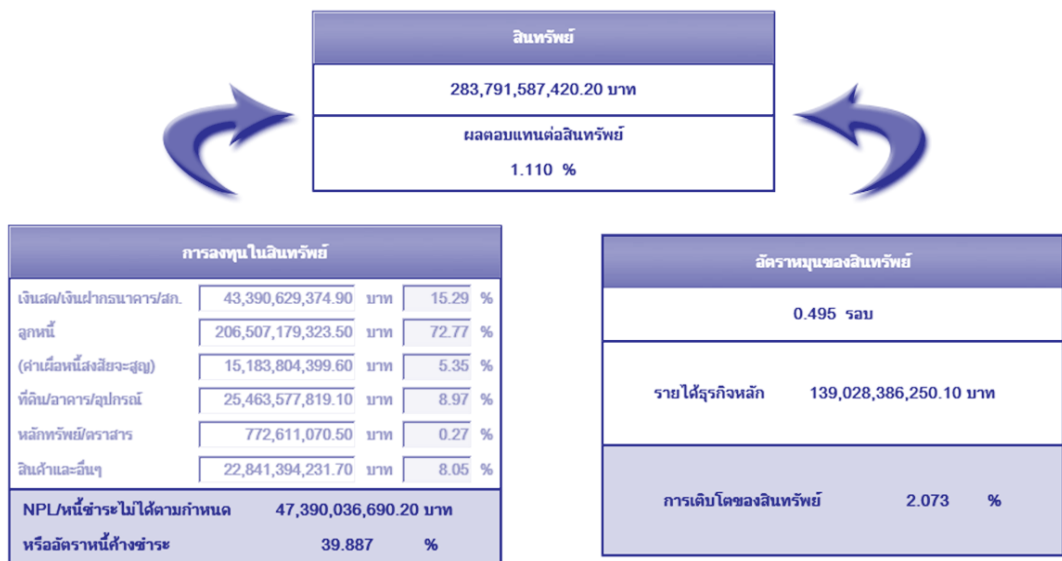 สินทรัพย์
283,791,587,420.20 บาท
ผลตอบแทนต่อสินทรัพย์
1.110 %
การลงทุนในสินทรัพย์
เงินสด/เงินฝากธนาคาร/สก. 43,390,629,374.90 บาท 15.29 %
ลูกหนี้ 206,507,179,323.50 บาท 72.77 %
(ค่าเผื่อหนี้สงสัยจะสูญ) 15,183,804,399.60 บาท 5.35 %
ที่ดิน/อาคาร/อุปกรณ์ 25,463,577,819.10 บาท 8.97 %
หลักทรัพย์/ตราสาร 772,611,070.50 บาท 0.27 %
สินค้าและอื่นๆ 22,841,394,231.70 บาท 8.05 %
NPL/หนี้ชำระไม่ได้ตามกำหนด 47,390,036,690.20 บาท
หรืออัตราหนี้ค้างชำระ 39.887 %
อัตราหมุนของสินทรัพย์
0.495 รอบ
รายได้ธุรกิจหลัก 139,028,386,250.10 บาท
การเติบโตของสินทรัพย์ 2.073 %